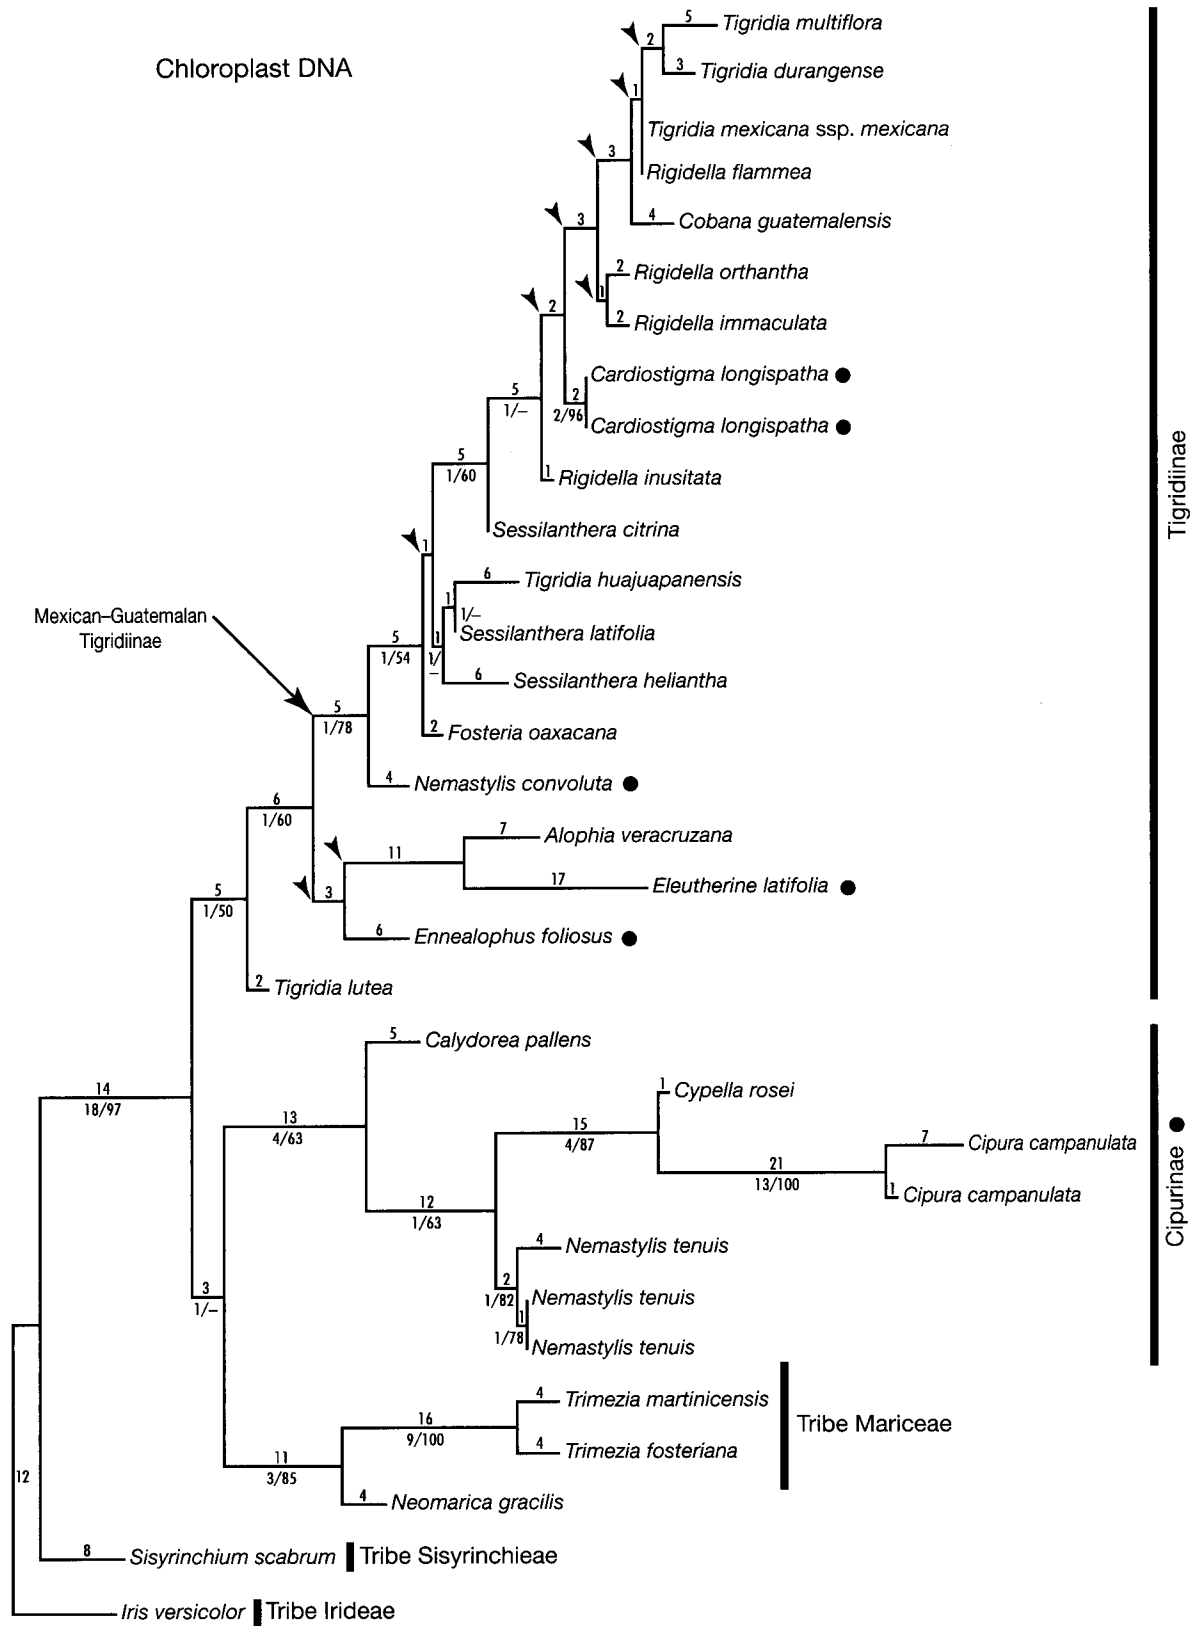 5
Tigridia multiflora
2
Chloroplast DNA
3
Tigridia durangense
1
Tigridia mexicana ssp. mexicana
3
Rigidella flammea
4
Cobana guatemalensis
3
2
Rigidella orthantha
1
2
2
Rigidella immaculata
Cardiostigma longispatha
5
2
1/–
2/96
Cardiostigma longispatha
Tigridiinae
5
1/60
1
Rigidella inusitata
Sessilanthera citrina
1
6
Tigridia huajuapanensis
1
1/–
Mexican–Guatemalan
Tigridiinae
5
1
Sessilanthera latifolia
1/54
1/
–
6
Sessilanthera heliantha
5
1/78
2
Fosteria oaxacana
4
Nemastylis convoluta
6
1/60
7
Alophia veracruzana
11
17
Eleutherine latifolia
5
3
1/50
6
Ennealophus foliosus
2
Tigridia lutea
5
Calydorea pallens
14
18/97
1
Cypella rosei
13
4/63
15
4/87
7
Cipura campanulata
21
13/100
1
Cipura campanulata
Cipurinae
12
1/63
4
Nemastylis tenuis
3
1/–
2
1/82
Nemastylis tenuis
1
1/78
Nemastylis tenuis
4
Trimezia martinicensis
16
9/100
Tribe Mariceae
4
Trimezia fosteriana
11
3/85
12
4
Neomarica gracilis
8
Sisyrinchium scabrum
Tribe Sisyrinchieae
Iris versicolor
Tribe Irideae